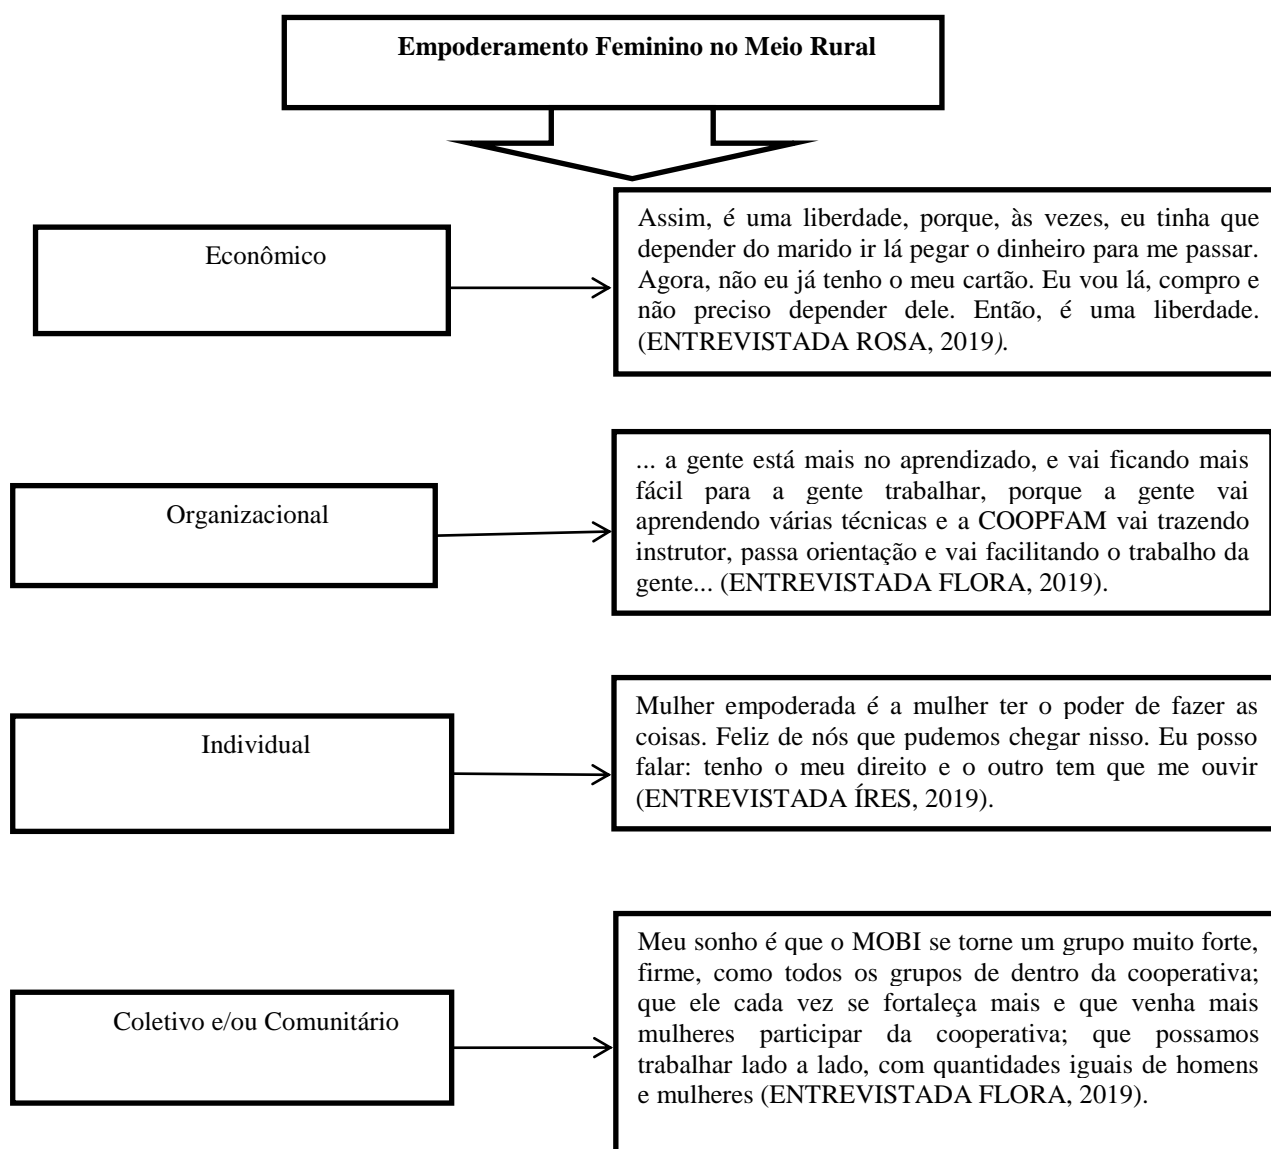 Empoderamento Feminino no Meio Rural
Econômico
Assim, é uma liberdade, porque, às vezes, eu tinha que
depender do marido ir lá pegar o dinheiro para me passar.
Agora, não eu já tenho o meu cartão. Eu vou lá, compro e
não preciso depender dele. Então, é uma liberdade.
(ENTREVISTADA ROSA, 2019).
Organizacional
... a gente está mais no aprendizado, e vai ficando mais
fácil para a gente trabalhar, porque a gente vai
aprendendo várias técnicas e a COOPFAM vai trazendo
instrutor, passa orientação e vai facilitando o trabalho da
gente... (ENTREVISTADA FLORA, 2019).
Individual
Mulher empoderada é a mulher ter o poder de fazer as
coisas. Feliz de nós que pudemos chegar nisso. Eu posso
falar: tenho o meu direito e o outro tem que me ouvir
(ENTREVISTADA ÍRES, 2019).
Coletivo e/ou Comunitário
Meu sonho é que o MOBI se torne um grupo muito forte,
firme, como todos os grupos de dentro da cooperativa;
que ele cada vez se fortaleça mais e que venha mais
mulheres participar da cooperativa; que possamos
trabalhar lado a lado, com quantidades iguais de homens
e mulheres (ENTREVISTADA FLORA, 2019).